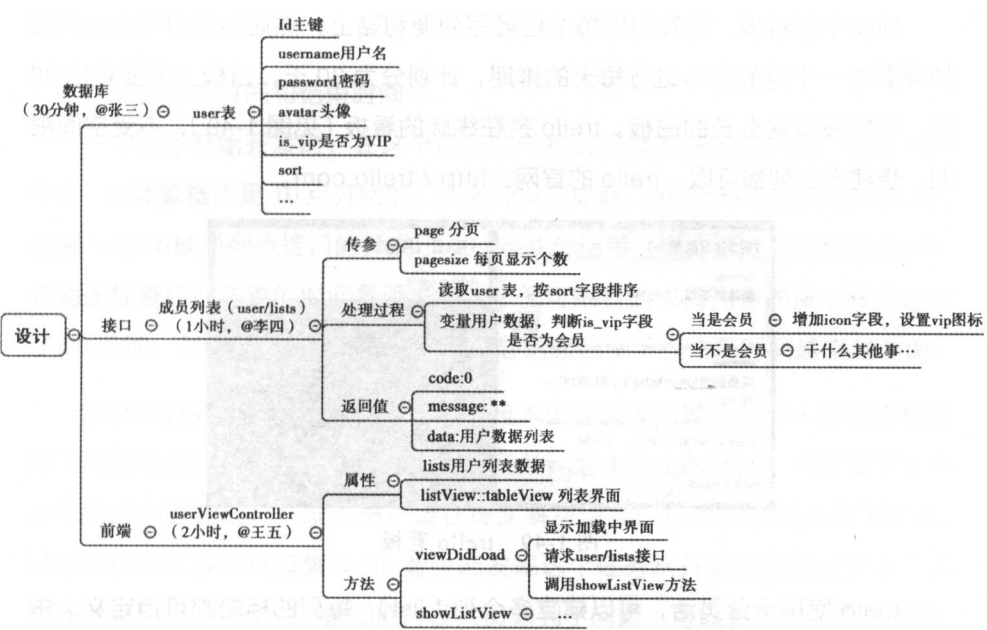 设计
数据库
(30分钟，@张三)
user表
Id主键
username用户名
password密码
avatar头像
is_vip是否为VIP
sort
…
接口
成员列表（user/lists）
（1小时，@李四）
传参
page 分页
pagesize 每页显示个数
处理过程
读取user表，按sort字段排序
变量用户数据，判断is_vip字段
是否为会员
当是会员
增加icon字段，设置vip图标
当不是会员
干什么其他事…
返回值
code:0
message:**
data:用户数据列表
前端
userViewController
（2小时，@王五）
属性
lists用户列表数据
listView::tableView 列表界面
方法
viewDidLoad
显示加载中界面
请求user/lists接口
调用showListView方法
showListView
…